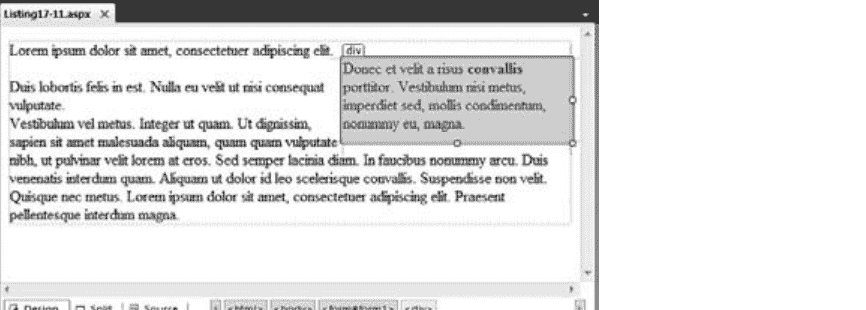 Listing17-11.aspx X
Lorem ipsum dolor sit amet, consectetuer adipiscing elit.
div
Donec et velit a risus convallis
porttitor. Vestibulum nisi metus,
imperdiet sed, mollis condimentum,
nonummy eu, magna.
Duis lobortis felis in est. Nulla eu velit ut nisi consequat
vulputate.
Vestibulum vel metus. Integer ut quam. Ut dignissim,
sapien sit amet malesuada aliquam, quam quam vulputate
nibh, ut pulvinar velit lorem at eros. Sed semper lacinia diam. In faucibus nonummy arcu. Duis
venenatis interdum quam. Aliquam ut dolor id leo scelerisque convallis. Suspendisse non velit.
Quisque nec metus. Lorem ipsum dolor sit amet, consectetuer adipiscing elit. Praesent
pellentesque interdum magna.
Design Split Source <html> <body> <form#form1> <div>